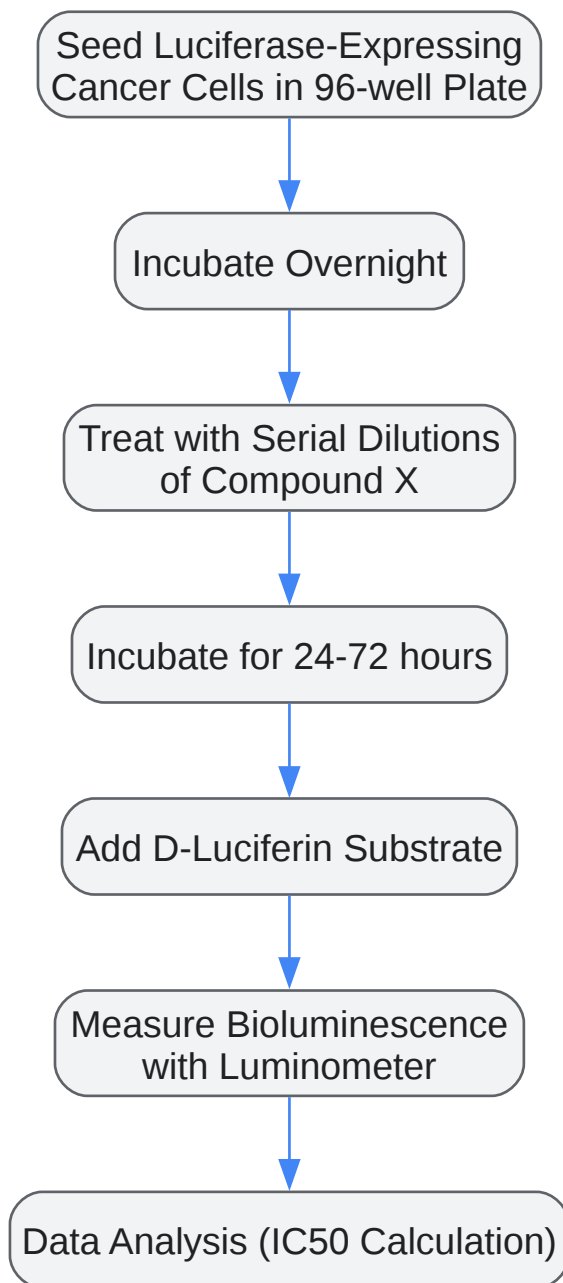 Seed Luciferase-Expressing
Cancer Cells in 96-well Plate
Incubate Overnight
Treat with Serial Dilutions
of Compound X
Incubate for 24-72 hours
Add D-Luciferin Substrate
Measure Bioluminescence
with Luminometer
Data Analysis (IC50 Calculation)